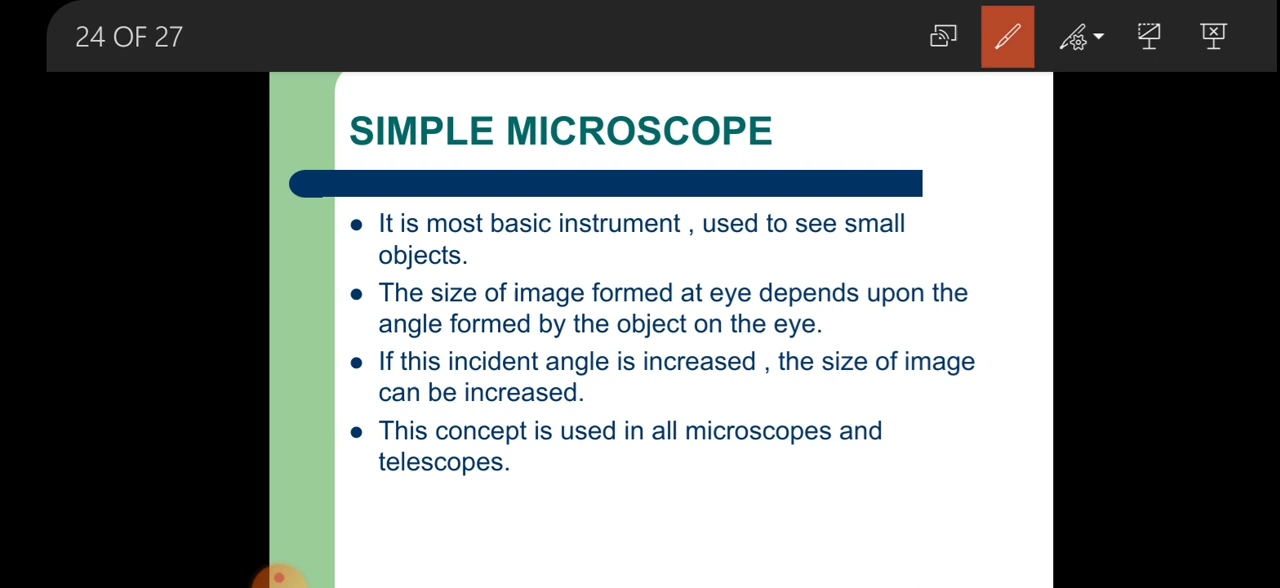 24 OF 27
SIMPLE MICROSCOPE
● It is most basic instrument , used to see small
objects.
● The size of image formed at eye depends upon the
angle formed by the object on the eye.
● If this incident angle is increased , the size of image
can be increased.
● This concept is used in all microscopes and
telescopes.